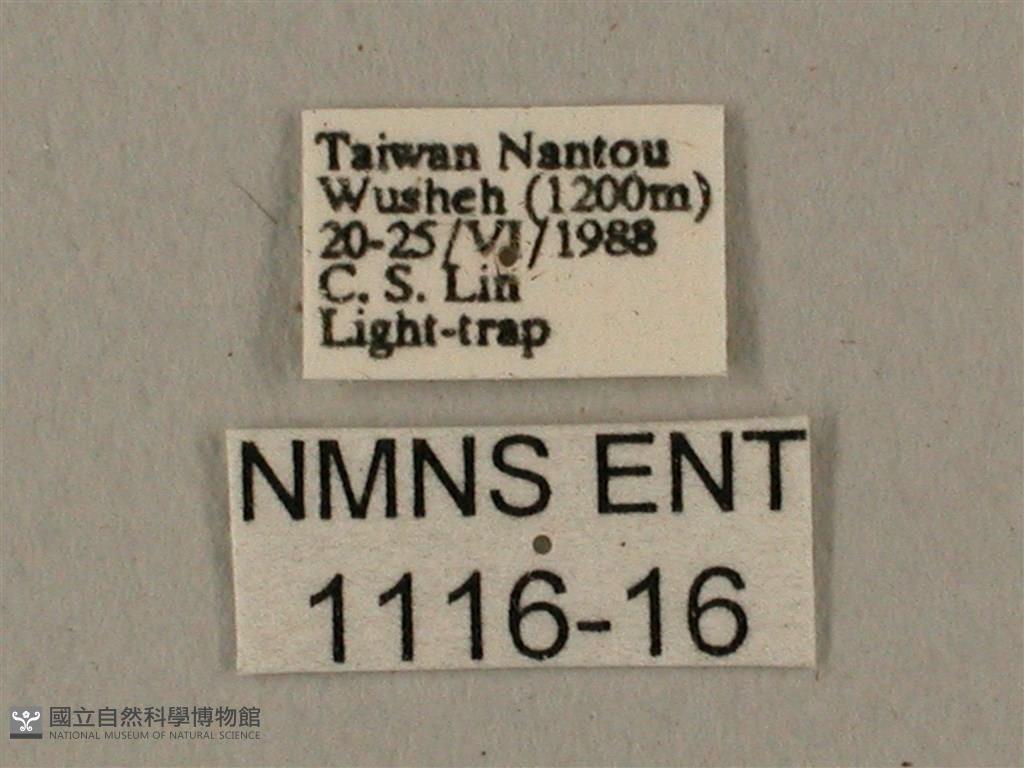 Taiwan Nantou
Wusheh (1200m)
20-25/VI/1988
C. S. Lin
Light-trap
NMNS ENT
1116-16
國立自然科學博物館
NATIONAL MUSEUM OF NATURAL SCIENCE